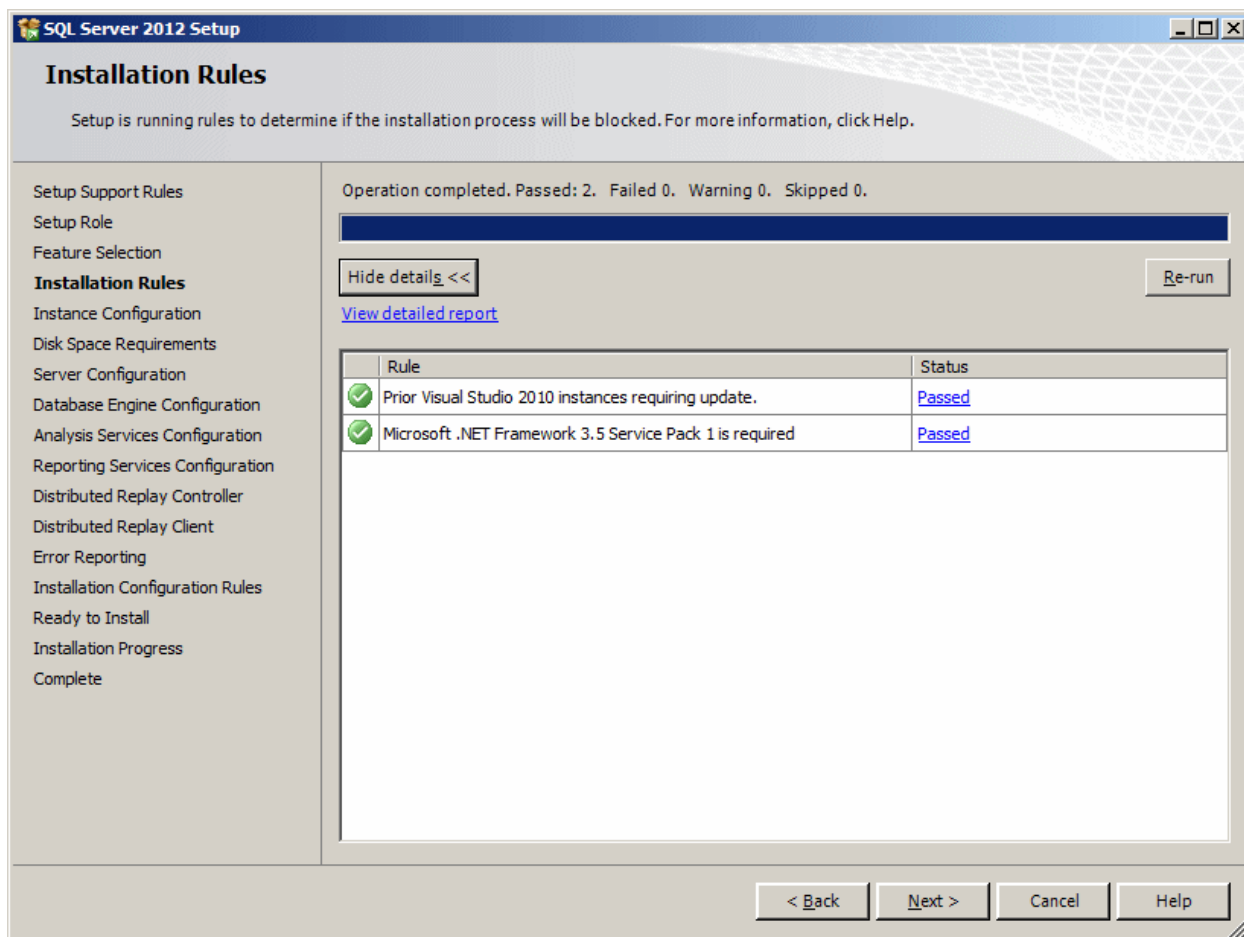 SQL Server 2012 Setup
Installation Rules
Setup is running rules to determine if the installation process will be blocked. For more information, click Help.
Setup Support Rules
Setup Role
Feature Selection
Installation Rules
Instance Configuration
Disk Space Requirements
Server Configuration
Database Engine Configuration
Analysis Services Configuration
Reporting Services Configuration
Distributed Replay Controller
Distributed Replay Client
Error Reporting
Installation Configuration Rules
Ready to Install
Installation Progress
Complete
Operation completed. Passed: 2. Failed 0. Warning 0. Skipped 0.
Hide details << Re-run
View detailed report
Rule Status
Prior Visual Studio 2010 instances requiring update. Passed
Microsoft .NET Framework 3.5 Service Pack 1 is required Passed
< Back Next > Cancel Help